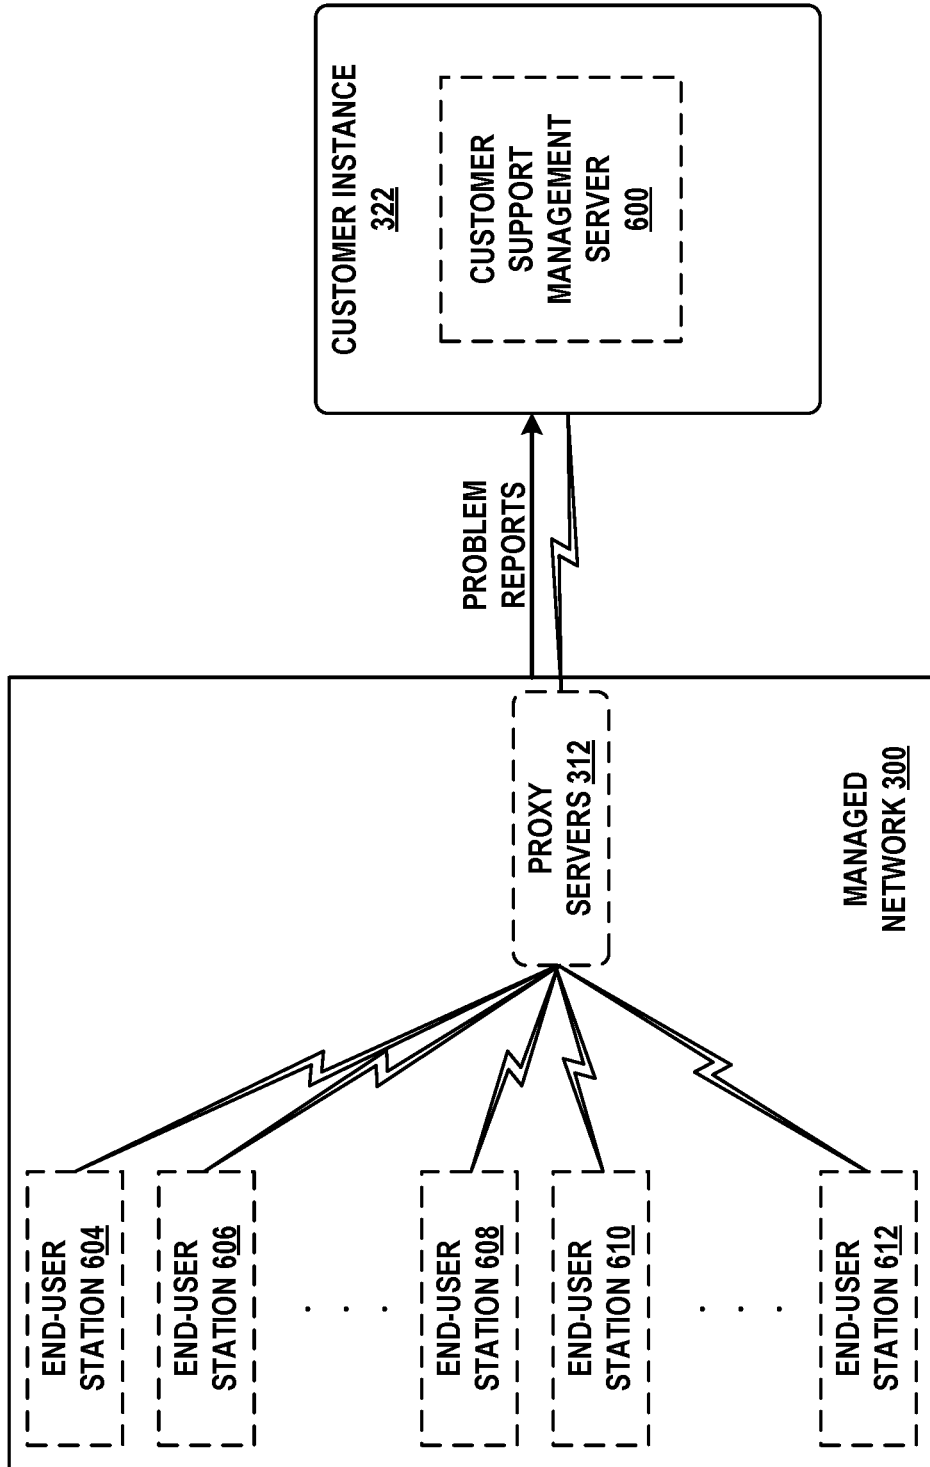 CUSTOMER INSTANCE
322
CUSTOMER
SUPPORT
MANAGEMENT
SERVER
600
PROBLEM
REPORTS
PROXY
SERVERS 312
MANAGED
NETWORK 300
END-USER
STATION 604
END-USER
STATION 606
. . .
END-USER
STATION 608
END-USER
STATION 610
. . .
END-USER
STATION 612